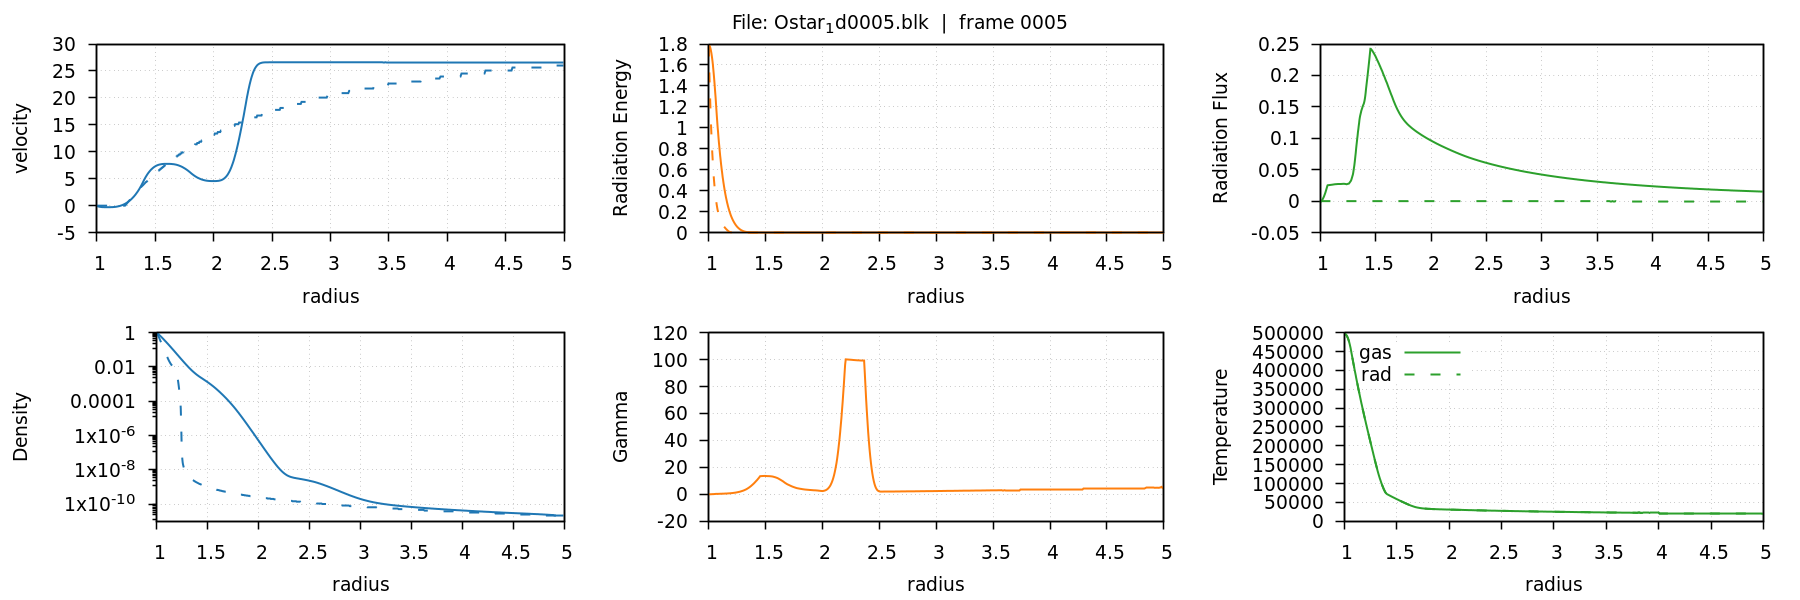 File: Ostar₁d0005.blk | frame 0005
velocity
30
25
20
15
10
5
0
-5
1 1.5 2 2.5 3 3.5 4 4.5 5
radius
Radiation Energy
1.8
1.6
1.4
1.2
1
0.8
0.6
0.4
0.2
0
1 1.5 2 2.5 3 3.5 4 4.5 5
radius
Radiation Flux
0.25
0.2
0.15
0.1
0.05
0
-0.05
1 1.5 2 2.5 3 3.5 4 4.5 5
radius
Density
1
0.01
0.0001
1x10⁻⁶
1x10⁻⁸
1x10⁻¹⁰
1 1.5 2 2.5 3 3.5 4 4.5 5
radius
Gamma
120
100
80
60
40
20
0
-20
1 1.5 2 2.5 3 3.5 4 4.5 5
radius
Temperature
500000
450000
400000
350000
300000
250000
200000
150000
100000
50000
0
gas
rad
1 1.5 2 2.5 3 3.5 4 4.5 5
radius